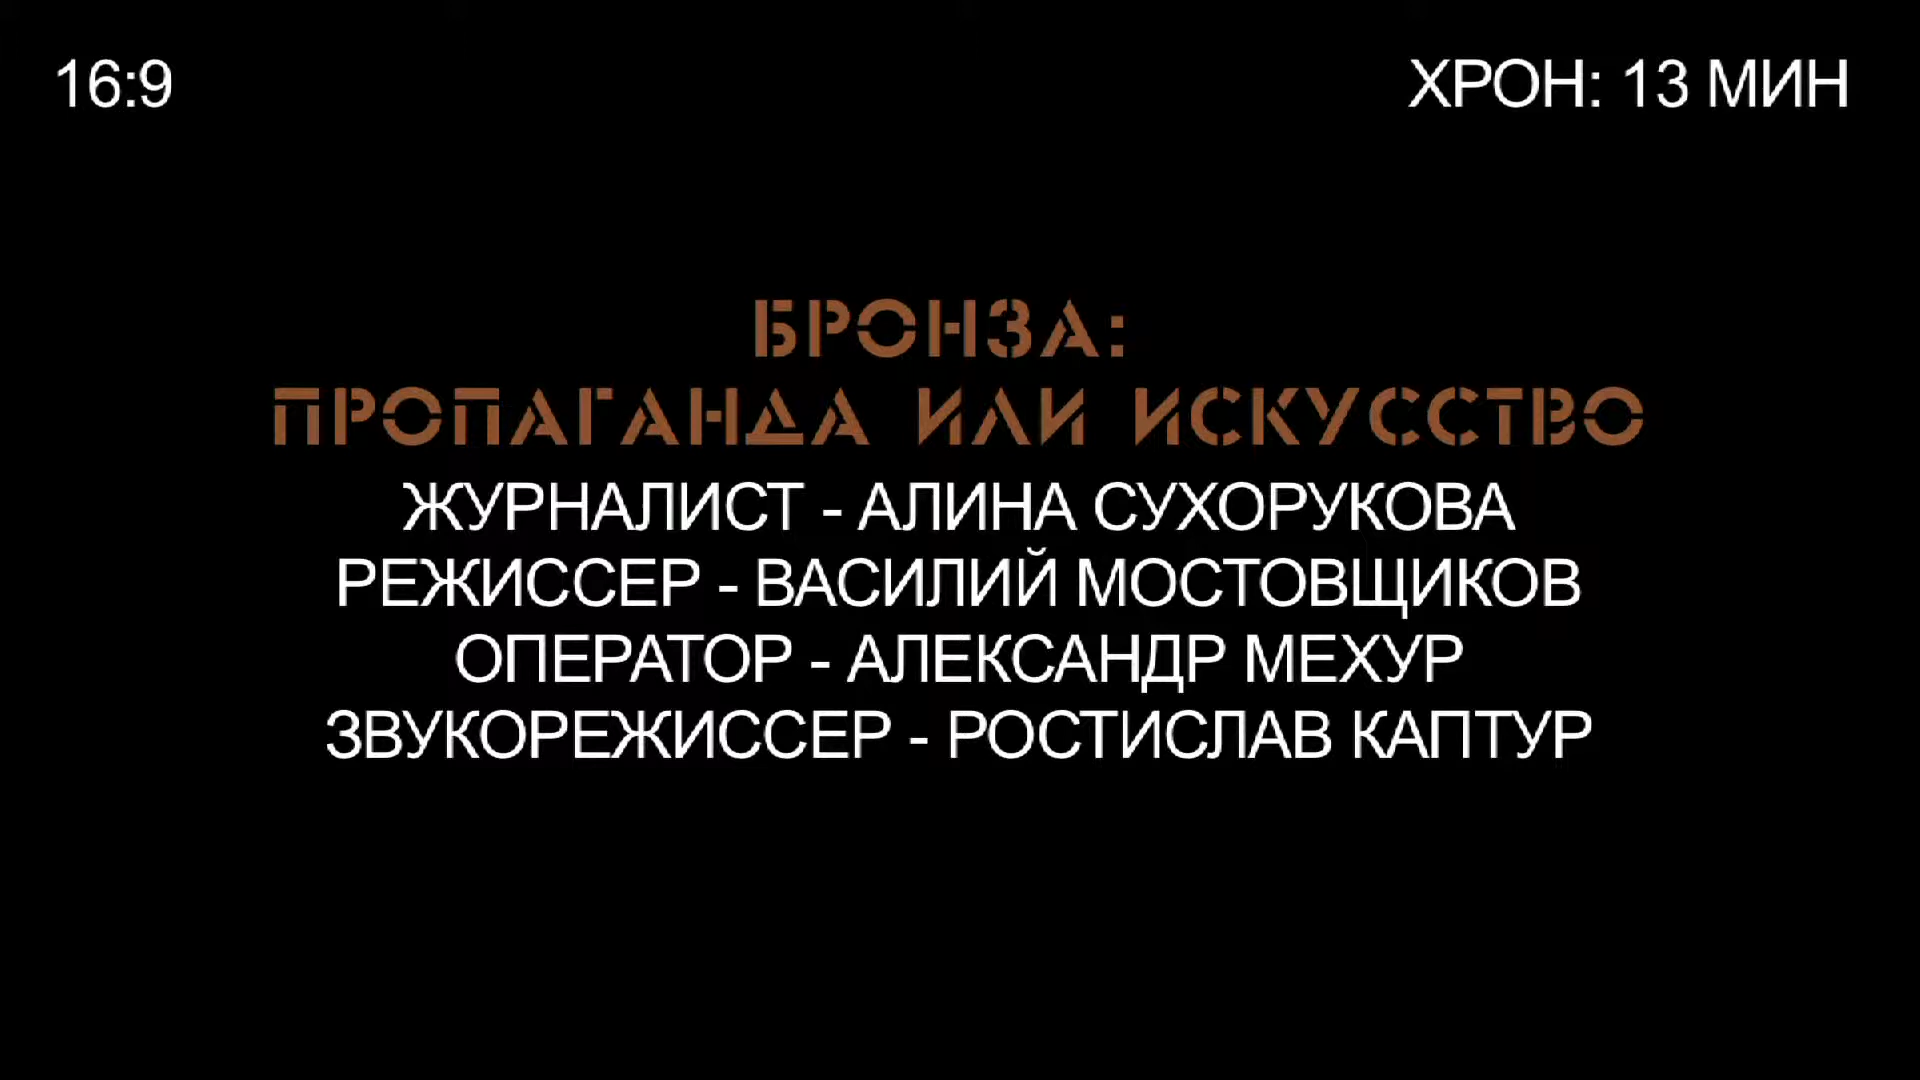 16:9
ХРОН: 13 МИН
БРОНЗА:
ПРОПАГАНДА ИЛИ ИСКУССТВО
ЖУРНАЛИСТ - АЛИНА СУХОРУКОВА
РЕЖИССЕР - ВАСИЛИЙ МОСТОВЩИКОВ
ОПЕРАТОР - АЛЕКСАНДР МЕХУР
ЗВУКОРЕЖИССЕР - РОСТИСЛАВ КАПТУР